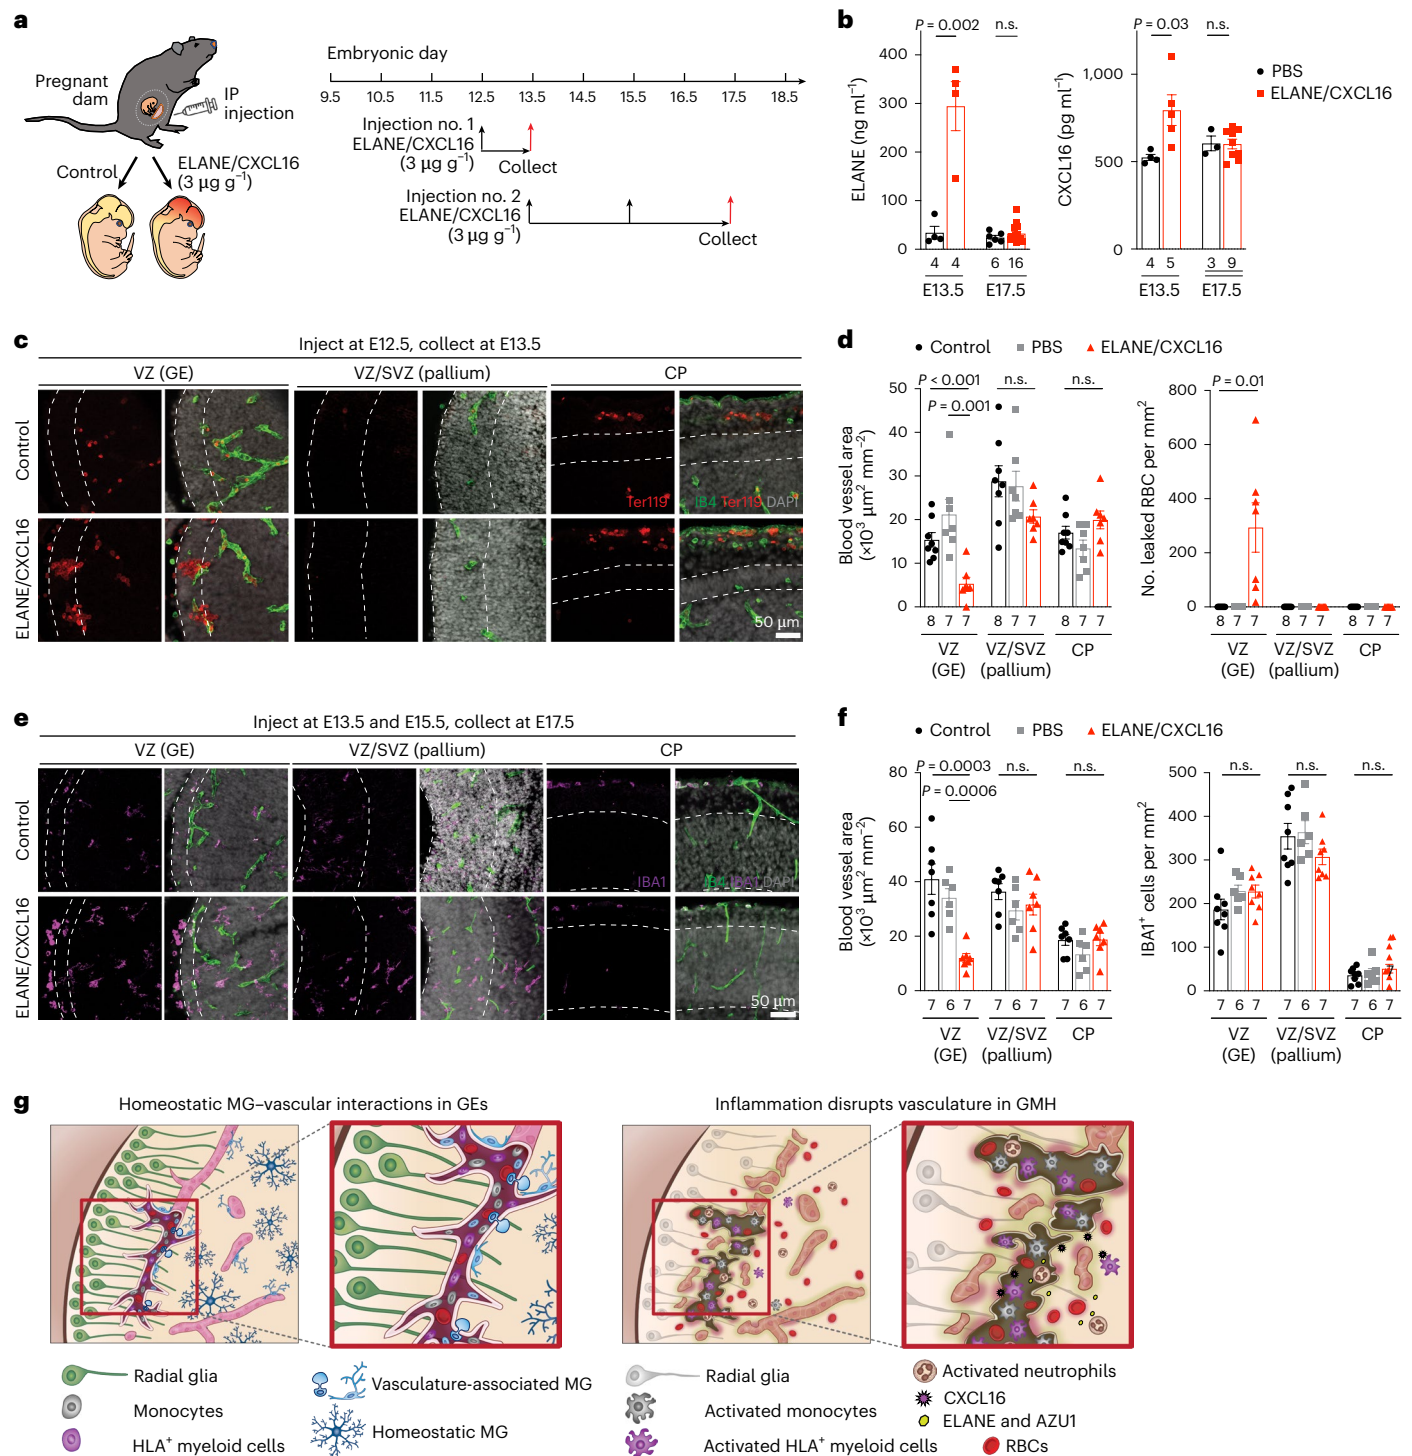 a
Pregnant
dam
IP
injection
Control
ELANE/CXCL16
(3 µg g⁻¹)
Embryonic day
9.5 10.5 11.5 12.5 13.5 14.5 15.5 16.5 17.5 18.5
Injection no. 1
ELANE/CXCL16
(3 µg g⁻¹)
Collect
Injection no. 2
ELANE/CXCL16
(3 µg g⁻¹)
Collect
b
P = 0.002 n.s.
ELANE (ng ml⁻¹)
400
300
200
100
0
4 4 6 16
E13.5 E17.5
P = 0.03 n.s.
CXCL16 (pg ml⁻¹)
1,000
500
0
4 5 3 9
E13.5 E17.5
PBS
ELANE/CXCL16
c
Inject at E12.5, collect at E13.5
VZ (GE) VZ/SVZ (pallium) CP
Control
Ter119
IB4 Ter119 DAPI
ELANE/CXCL16
50 µm
d
Control PBS ELANE/CXCL16
P < 0.001 n.s. n.s.
P = 0.001
Blood vessel area
(×10³ µm² mm⁻²)
50
40
30
20
10
0
8 7 7 8 7 7 8 7 7
VZ
(GE)
VZ/SVZ
(pallium)
CP
P = 0.01
No. leaked RBC per mm²
800
600
400
200
0
8 7 7 8 7 7 8 7 7
VZ
(GE)
VZ/SVZ
(pallium)
CP
e
Inject at E13.5 and E15.5, collect at E17.5
VZ (GE) VZ/SVZ (pallium) CP
Control
IBA1
IB4 IBA1 DAPI
ELANE/CXCL16
50 µm
f
Control PBS ELANE/CXCL16
P = 0.0003 n.s. n.s.
P = 0.0006
Blood vessel area
(×10³ µm² mm⁻²)
80
60
40
20
0
7 6 7 7 6 7 7 6 7
VZ
(GE)
VZ/SVZ
(pallium)
CP
n.s. n.s. n.s.
IBA1⁺ cells per mm²
500
400
300
200
100
0
7 6 7 7 6 7 7 6 7
VZ
(GE)
VZ/SVZ
(pallium)
CP
g
Homeostatic MG–vascular interactions in GEs
Inflammation disrupts vasculature in GMH
Radial glia
Monocytes
HLA⁺ myeloid cells
Vasculature-associated MG
Homeostatic MG
Radial glia
Activated monocytes
Activated HLA⁺ myeloid cells
Activated neutrophils
CXCL16
ELANE and AZU1
RBCs